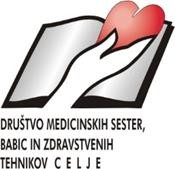 DRUŠTVO MEDICINSKIH SESTER,
BABIC IN ZDRAVSTVENIH
TEHNIKOV C E L J E